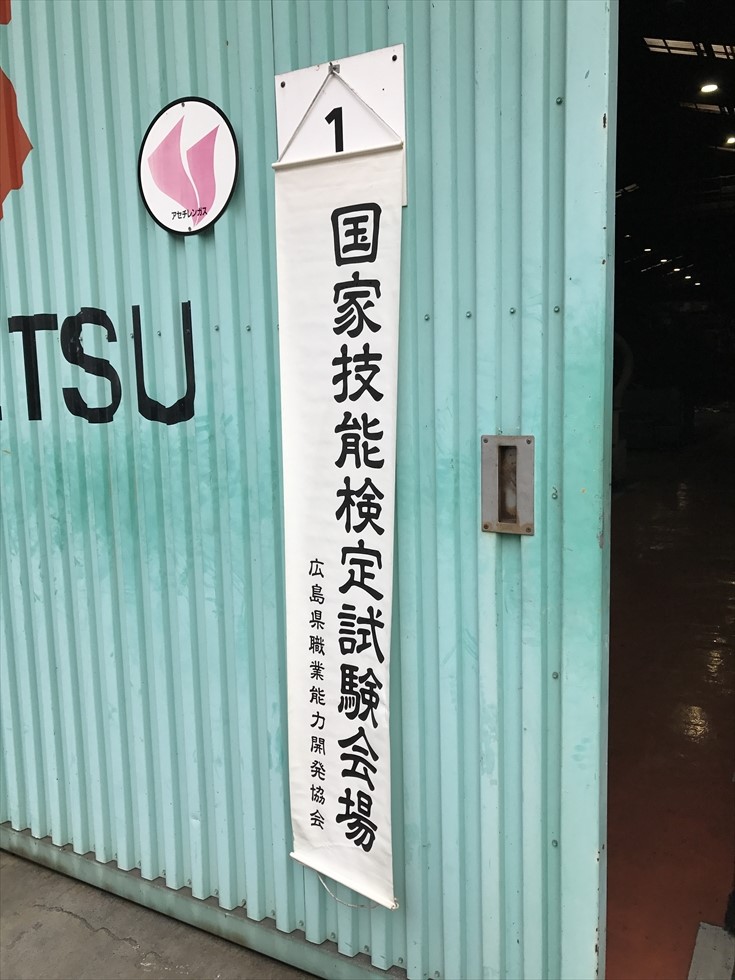 1
国家技能検定試験会場
広島県職業能力開発協会
アセチレンガス
TSU